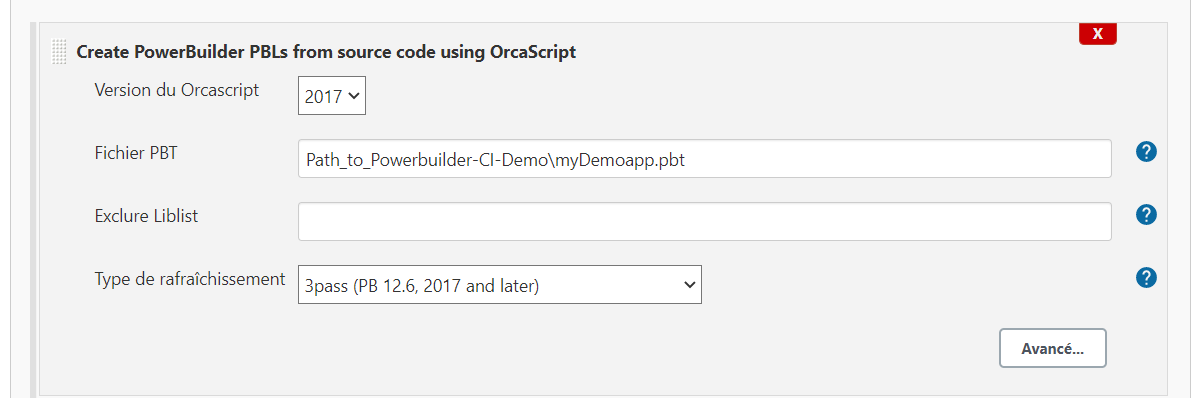 Create PowerBuilder PBLs from source code using OrcaScript
X
Version du Orcascript
2017
Fichier PBT
Path_to_Powerbuilder-CI-Demo\myDemoapp.pbt
?
Exclure Liblist
?
Type de rafraîchissement
3pass (PB 12.6, 2017 and later)
?
Avancé...